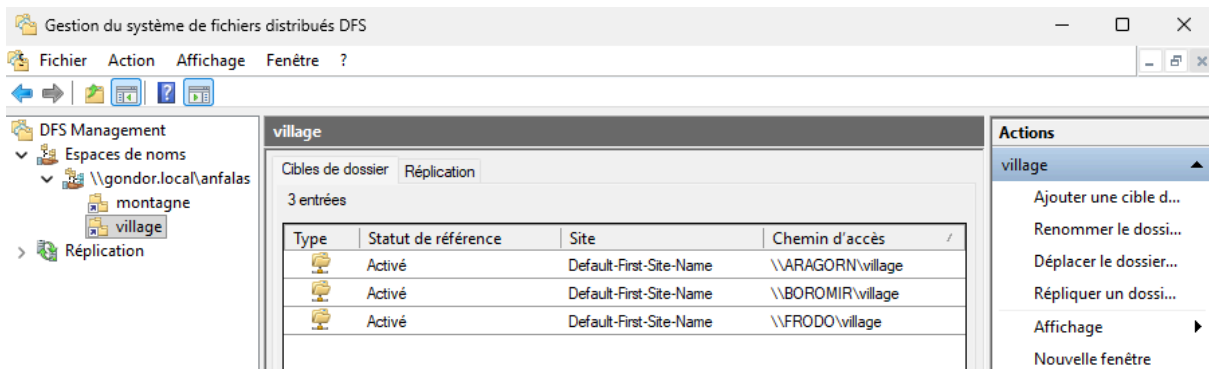 Gestion du système de fichiers distribués DFS
Fichier Action Affichage Fenêtre ?
DFS Management
Espaces de noms
\\gondor.local\anfalas
montagne
village
Réplication
village
Cibles de dossier Réplication
3 entrées
Type Statut de référence Site Chemin d'accès
Activé Default-First-Site-Name \\ARAGORN\village
Activé Default-First-Site-Name \\BOROMIR\village
Activé Default-First-Site-Name \\FRODO\village
Actions
village
Ajouter une cible d...
Renommer le dossi...
Déplacer le dossier...
Répliquer un dossi...
Affichage
Nouvelle fenêtre